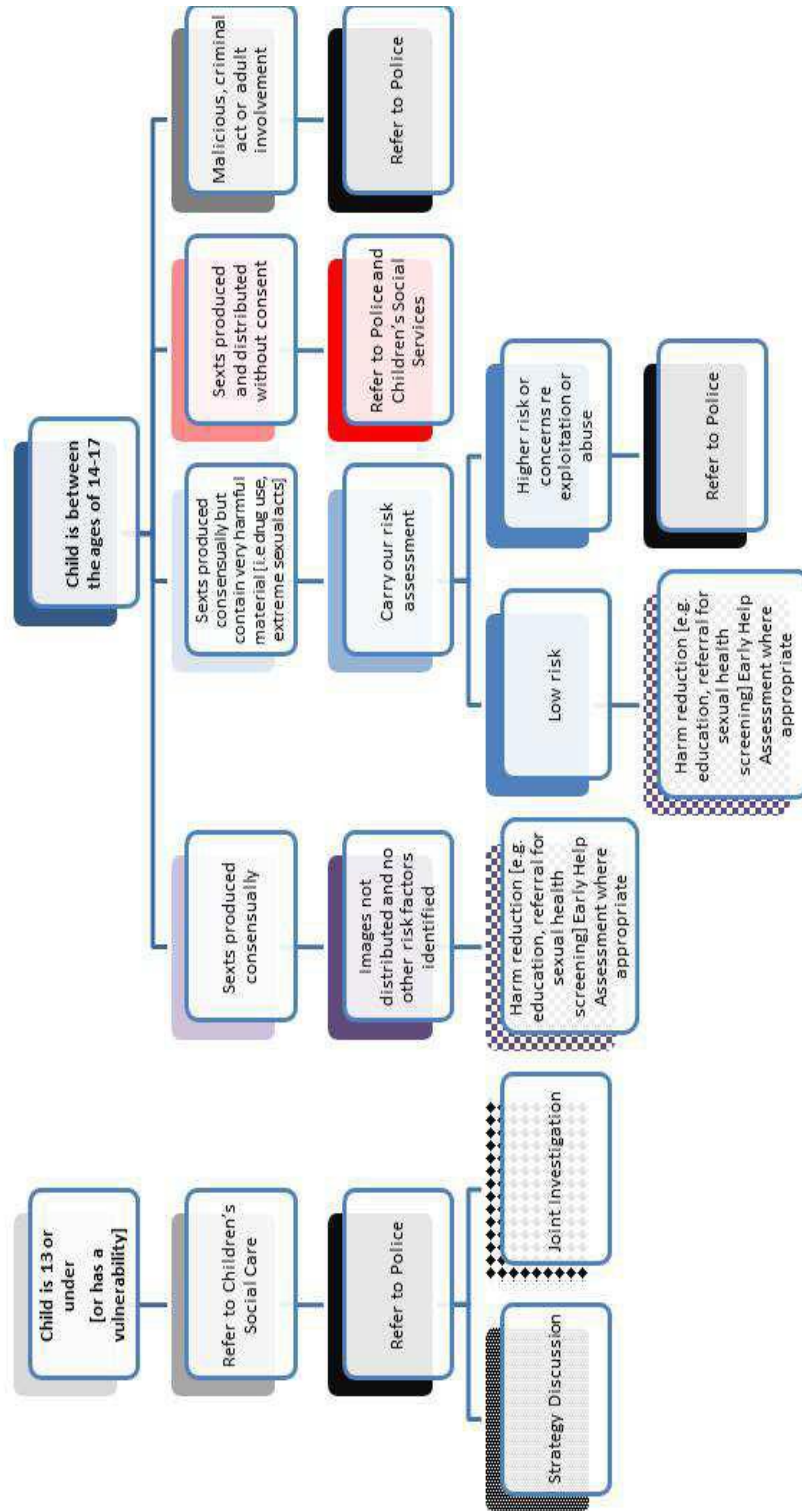 Child is 13 or
under
[or has a
vulnerability]
Refer to Children's
Social Care
Refer to Police
Strategy Discussion
Joint Investigation
Child is between
the ages of 14-17
Sexts produced
consensually
Images not
distributed and no
other risk factors
identified
Harm reduction [e.g.
education, referral for
sexual health
screening] Early Help
Assessment where
appropriate
Sexts produced
consensually but
contain very harmful
material [i.e drug use,
extreme sexual acts]
Carry our risk
assessment
Low risk
Harm reduction [e.g.
education, referral for
sexual health
screening] Early Help
Assessment where
appropriate
Higher risk or
concerns re
exploitation or
abuse
Refer to Police
Sexts produced
and distributed
without consent
Refer to Police and
Children's Social
Services
Malicious, criminal
act or adult
involvement
Refer to Police